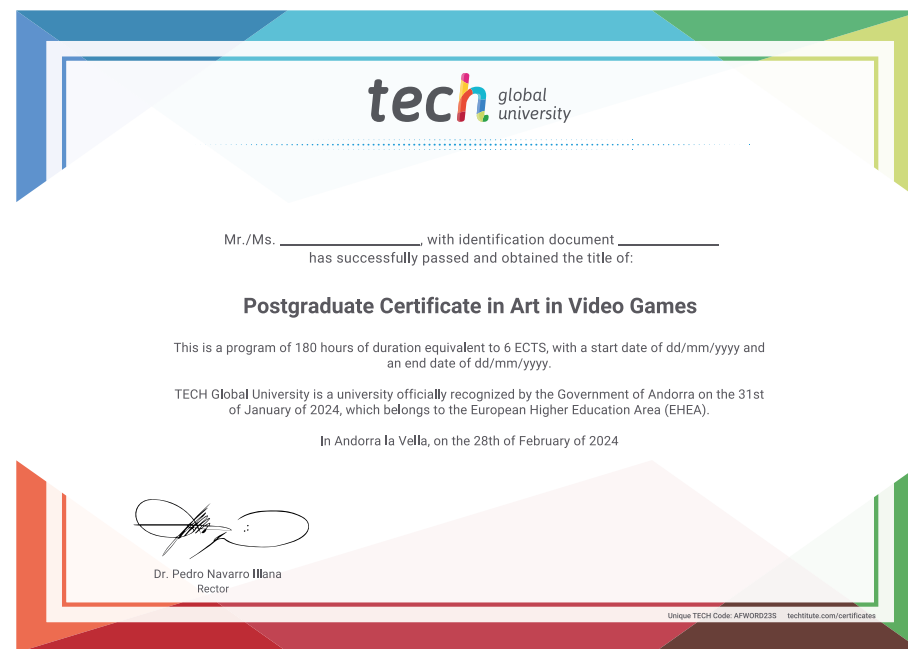 tech global
university
Mr./Ms. ____________________, with identification document ______________
has successfully passed and obtained the title of:
Postgraduate Certificate in Art in Video Games
This is a program of 180 hours of duration equivalent to 6 ECTS, with a start date of dd/mm/yyyy and
an end date of dd/mm/yyyy.
TECH Global University is a university officially recognized by the Government of Andorra on the 31st
of January of 2024, which belongs to the European Higher Education Area (EHEA).
In Andorra la Vella, on the 28th of February of 2024
Dr. Pedro Navarro Illana
Rector
Unique TECH Code: AFWORD23S techtitute.com/certificates